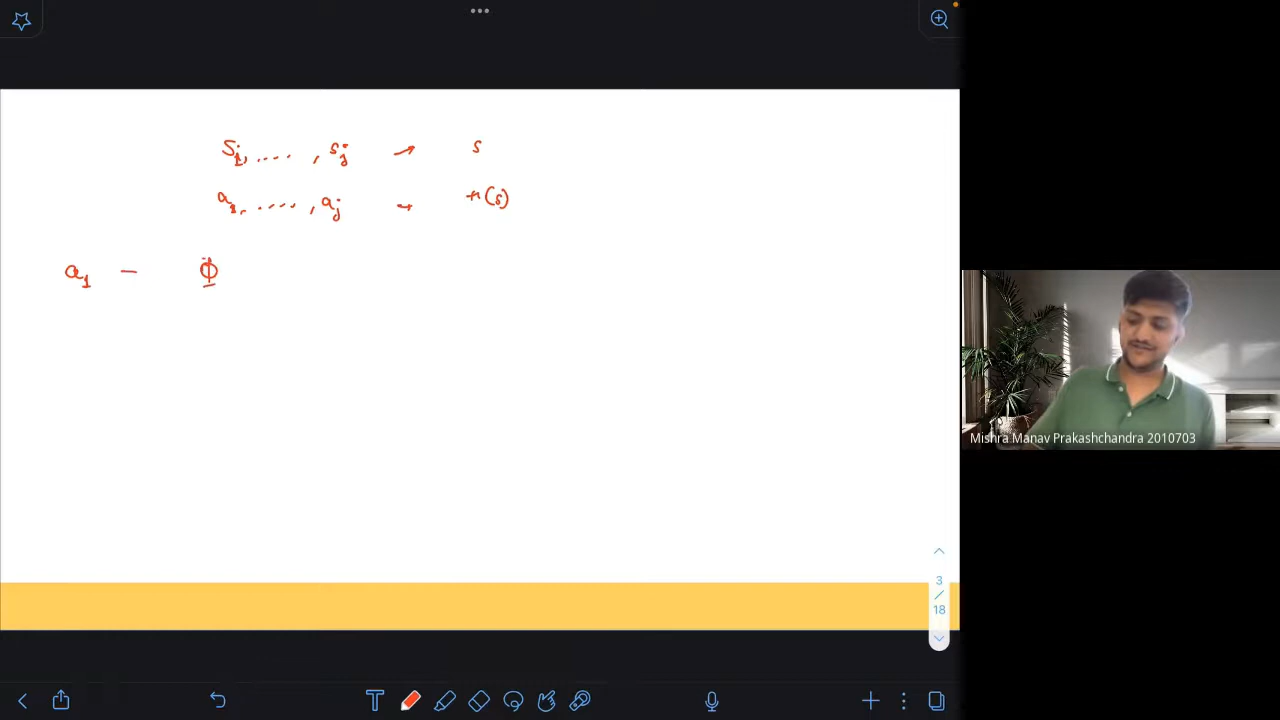 S₁, ....., sⱼ → s
a₁, ......, aⱼ → π(s)
a₁ — Φ
Mishra Manav Prakashchandra 2010703
3
/
18
T